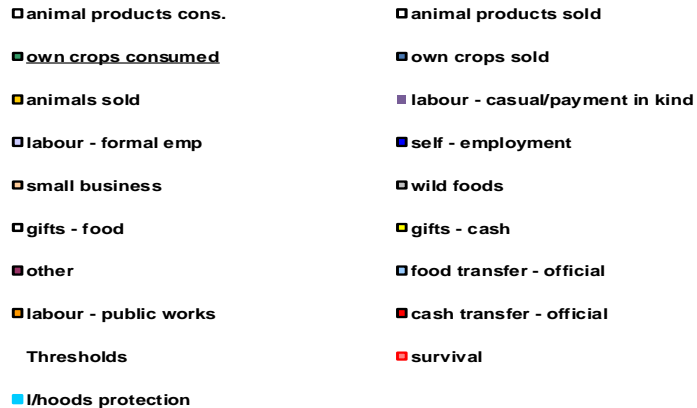 animal products cons.
animal products sold
own crops consumed
own crops sold
animals sold
labour - casual/payment in kind
labour - formal emp
self - employment
small business
wild foods
gifts - food
gifts - cash
other
food transfer - official
labour - public works
cash transfer - official
Thresholds
survival
l/hoods protection